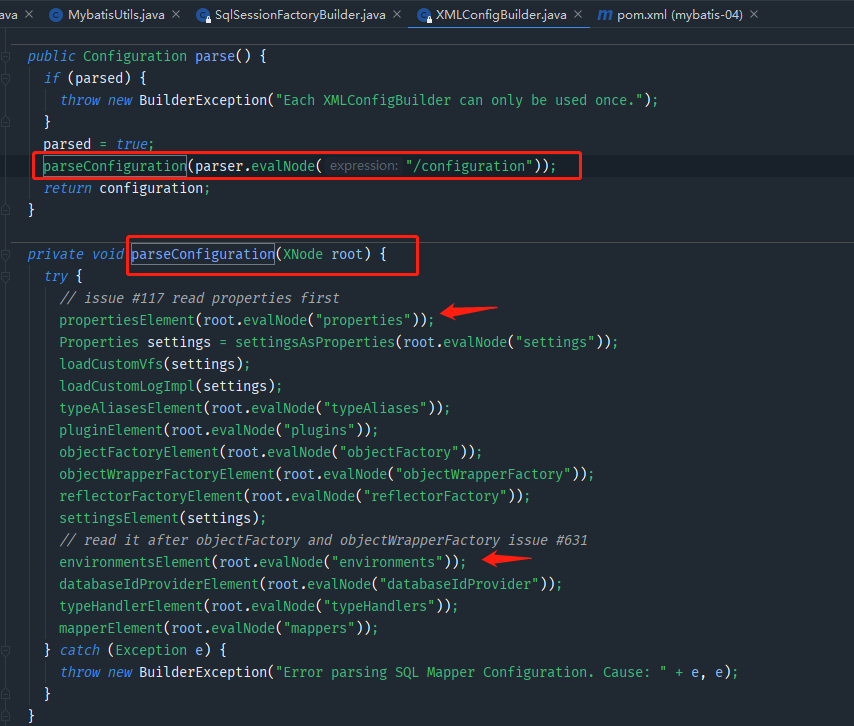 ava MybatisUtils.java SqlSessionFactoryBuilder.java XMLConfigBuilder.java pom.xml (mybatis-04)
public Configuration parse() {
if (parsed) {
throw new BuilderException("Each XMLConfigBuilder can only be used once.");
}
parsed = true;
parseConfiguration(parser.evalNode( expression: "/configuration"));
return configuration;
}
private void parseConfiguration(XNode root) {
try {
// issue #117 read properties first
propertiesElement(root.evalNode("properties"));
Properties settings = settingsAsProperties(root.evalNode("settings"));
loadCustomVfs(settings);
loadCustomLogImpl(settings);
typeAliasesElement(root.evalNode("typeAliases"));
pluginElement(root.evalNode("plugins"));
objectFactoryElement(root.evalNode("objectFactory"));
objectWrapperFactoryElement(root.evalNode("objectWrapperFactory"));
reflectorFactoryElement(root.evalNode("reflectorFactory"));
settingsElement(settings);
// read it after objectFactory and objectWrapperFactory issue #631
environmentsElement(root.evalNode("environments"));
databaseIdProviderElement(root.evalNode("databaseIdProvider"));
typeHandlerElement(root.evalNode("typeHandlers"));
mapperElement(root.evalNode("mappers"));
} catch (Exception e) {
throw new BuilderException("Error parsing SQL Mapper Configuration. Cause: " + e, e);
}
}